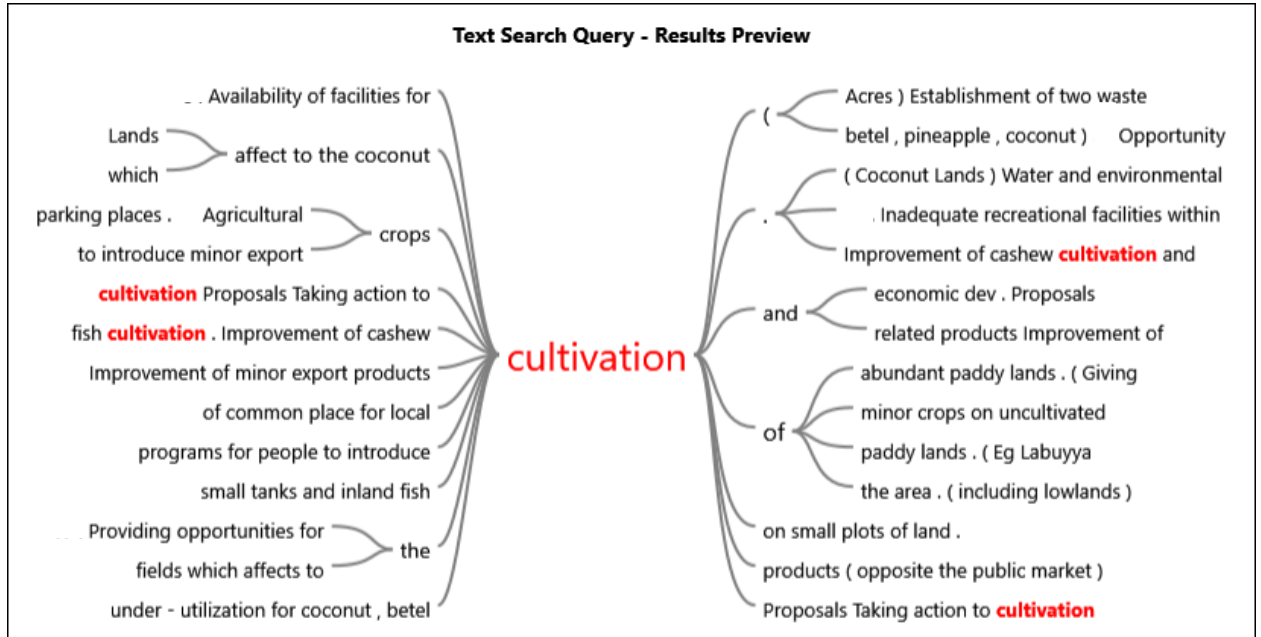 Text Search Query - Results Preview
. Availability of facilities for
Lands
which
affect to the coconut
parking places . Agricultural
to introduce minor export
crops
cultivation Proposals Taking action to
fish cultivation . Improvement of cashew
Improvement of minor export products
of common place for local
programs for people to introduce
small tanks and inland fish
Providing opportunities for
fields which affects to
the
under - utilization for coconut , betel
cultivation
(
Acres ) Establishment of two waste
betel , pineapple , coconut ) Opportunity
.
( Coconut Lands ) Water and environmental
. Inadequate recreational facilities within
Improvement of cashew cultivation and
and
economic dev . Proposals
related products Improvement of
of
abundant paddy lands . ( Giving
minor crops on uncultivated
paddy lands . ( Eg Labuyya
the area . ( including lowlands )
on small plots of land .
products ( opposite the public market )
Proposals Taking action to cultivation